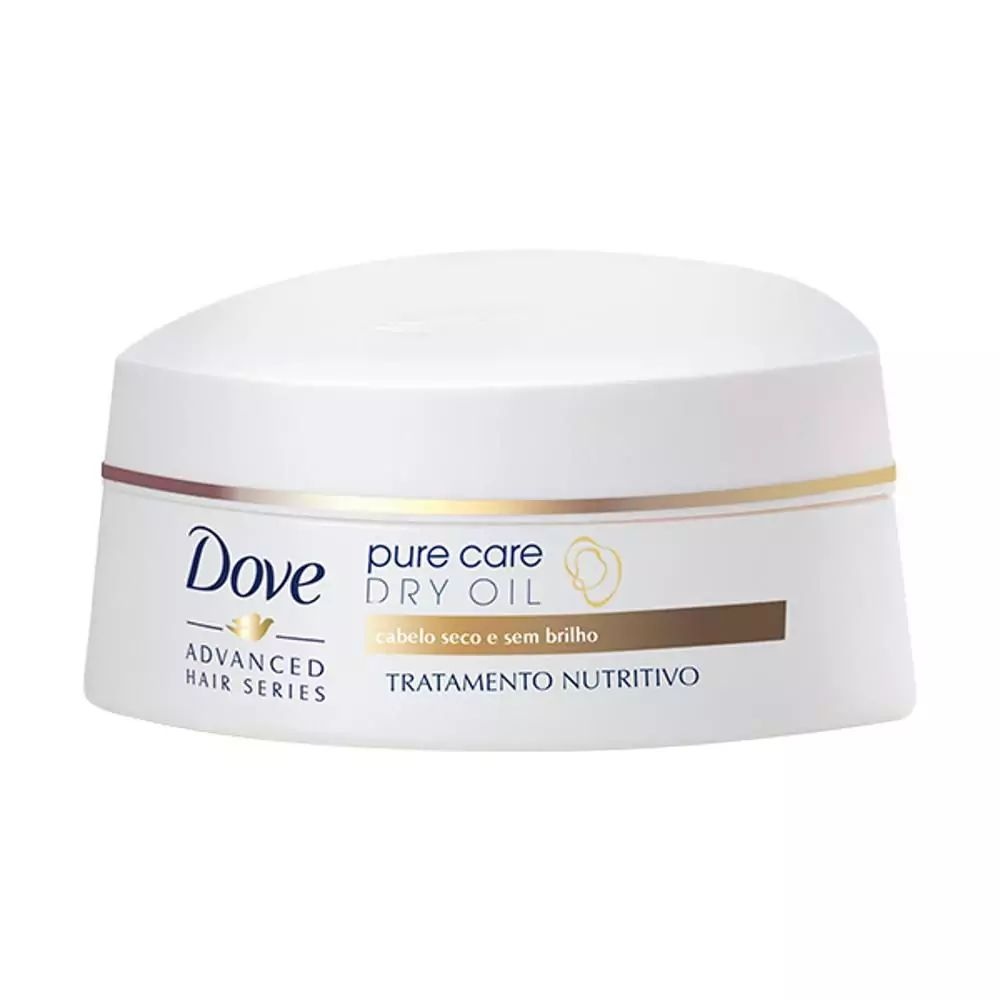 Dove
ADVANCED
HAIR SERIES
pure care
DRY OIL
cabelo seco e sem brilho
TRATAMENTO NUTRITIVO